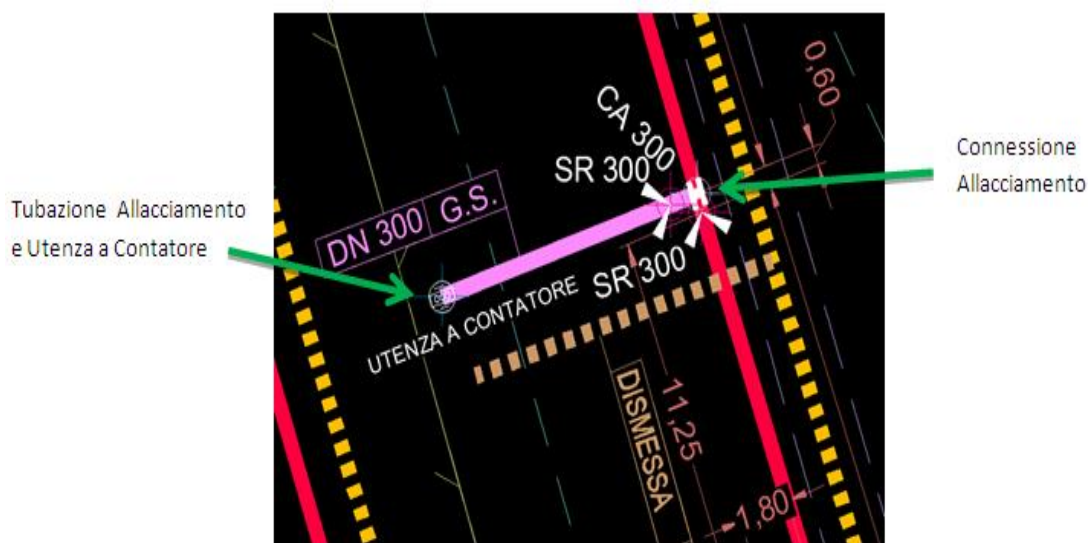 0,60
CA 300
SR 300
Connessione
Allacciamento
Tubazione Allacciamento
e Utenza a Contatore
DN 300 G.S.
SR 300
UTENZA A CONTATORE
DISMESSA
11,25
1,80